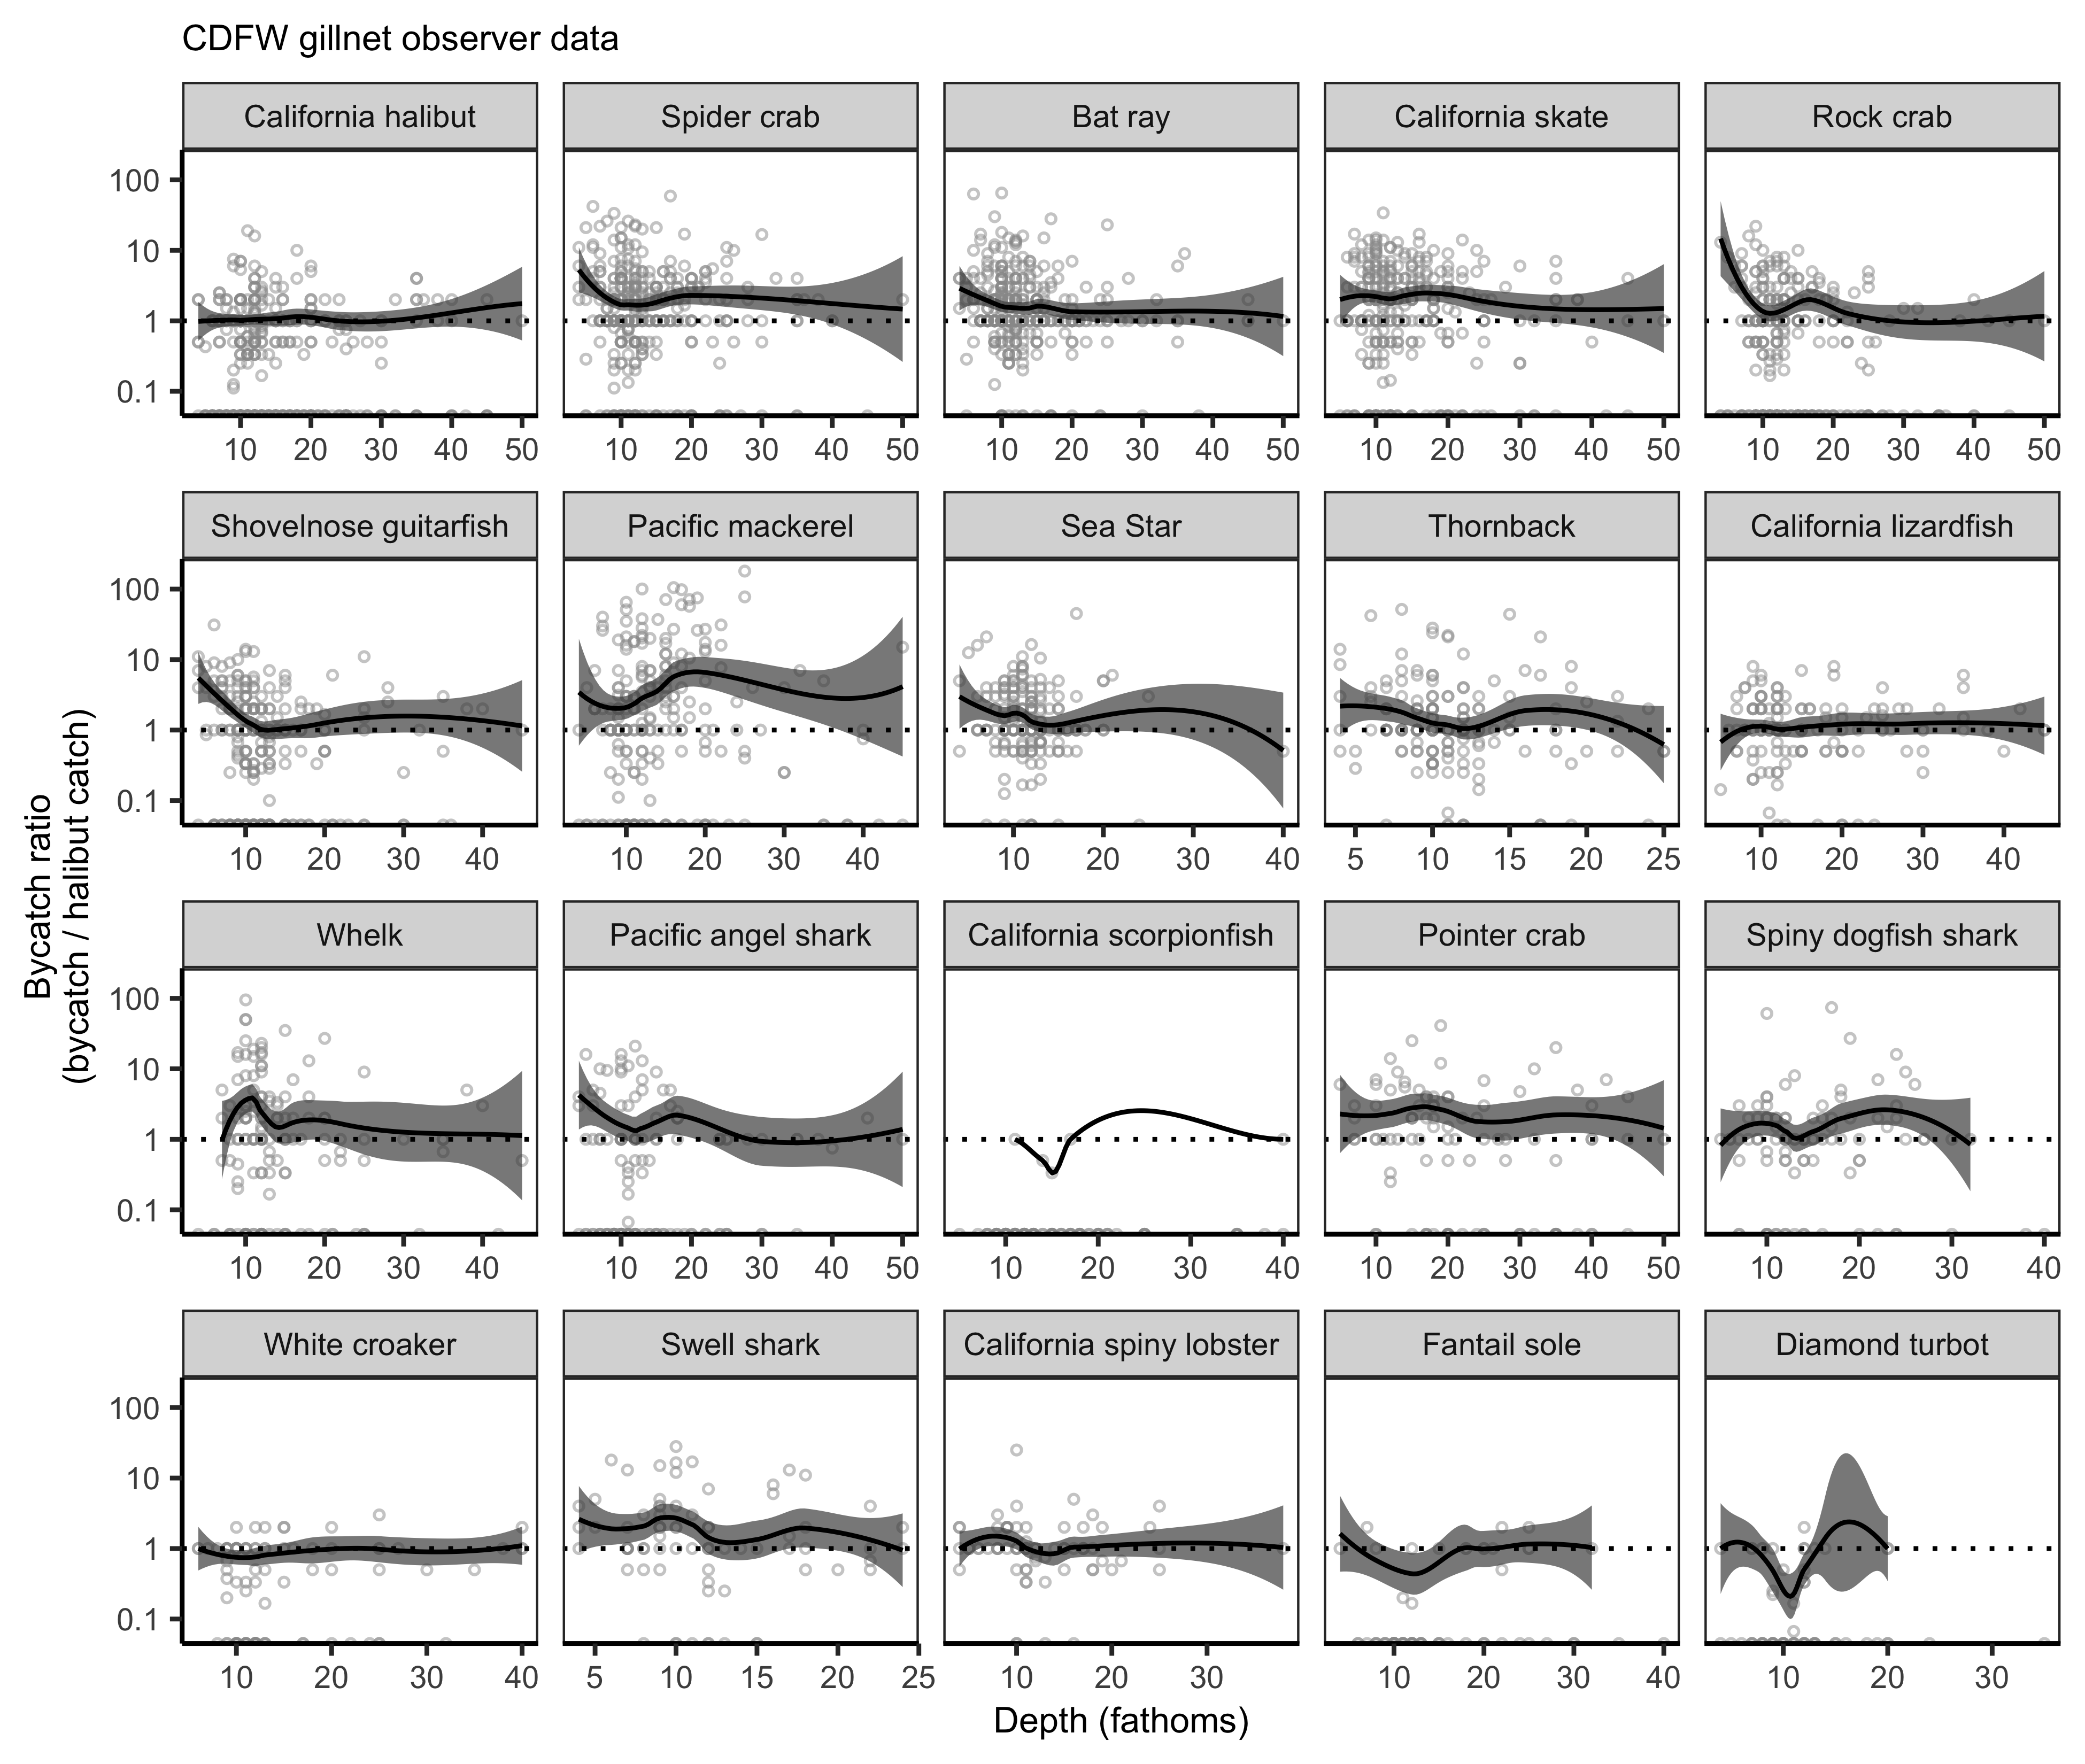 CDFW gillnet observer data
California halibut Spider crab Bat ray California skate Rock crab
100
10
1
0.1
10 20 30 40 50 10 20 30 40 50 10 20 30 40 50 10 20 30 40 50 10 20 30 40 50
Shovelnose guitarfish Pacific mackerel Sea Star Thornback California lizardfish
100
10
1
0.1
10 20 30 40 10 20 30 40 10 20 30 40 5 10 15 20 25 10 20 30 40
Whelk Pacific angel shark California scorpionfish Pointer crab Spiny dogfish shark
100
10
1
0.1
10 20 30 40 10 20 30 40 50 10 20 30 40 10 20 30 40 50 10 20 30 40
White croaker Swell shark California spiny lobster Fantail sole Diamond turbot
100
10
1
0.1
10 20 30 40 5 10 15 20 25 10 20 30 10 20 30 40 10 20 30
Depth (fathoms)
Bycatch ratio
(bycatch / halibut catch)